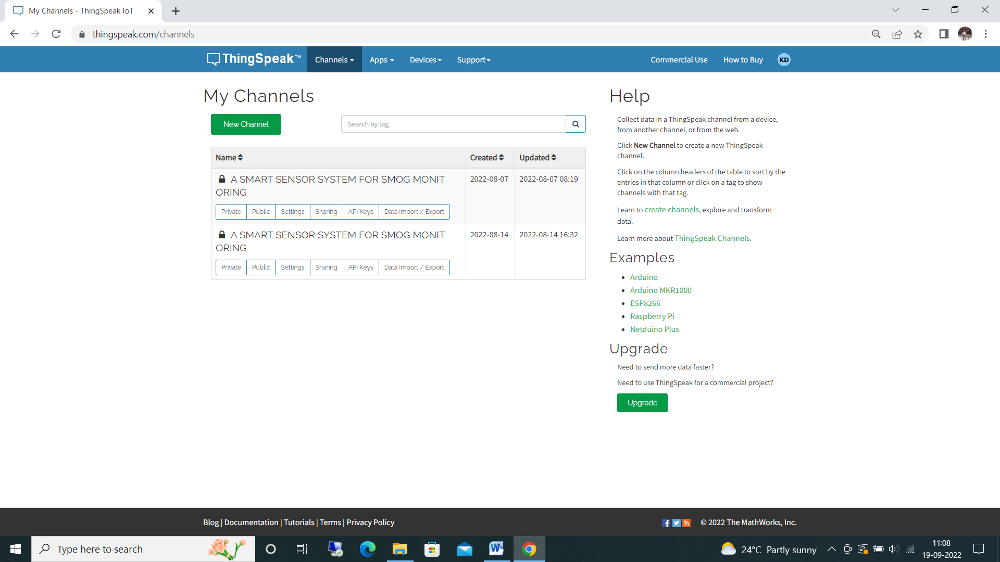 My Channels - ThingSpeak IoT
thingspeak.com/channels
ThingSpeak™ Channels Apps Devices Support Commercial Use How to Buy KD
My Channels
New Channel
Search by tag
Name Created Updated
A SMART SENSOR SYSTEM FOR SMOG MONIT 2022-08-07 2022-08-07 08:19
ORING
Private Public Settings Sharing API Keys Data Import / Export
A SMART SENSOR SYSTEM FOR SMOG MONIT 2022-08-14 2022-08-14 16:32
ORING
Private Public Settings Sharing API Keys Data Import / Export
Help
Collect data in a ThingSpeak channel from a device,
from another channel, or from the web.
Click New Channel to create a new ThingSpeak
channel.
Click on the column headers of the table to sort by the
entries in that column or click on a tag to show
channels with that tag.
Learn to create channels, explore and transform
data.
Learn more about ThingSpeak Channels.
Examples
Arduino
Arduino MKR1000
ESP8266
Raspberry Pi
Netduino Plus
Upgrade
Need to send more data faster?
Need to use ThingSpeak for a commercial project?
Upgrade
Blog | Documentation | Tutorials | Terms | Privacy Policy
© 2022 The MathWorks, Inc.
Type here to search
24°C Partly sunny
11:08
19-09-2022